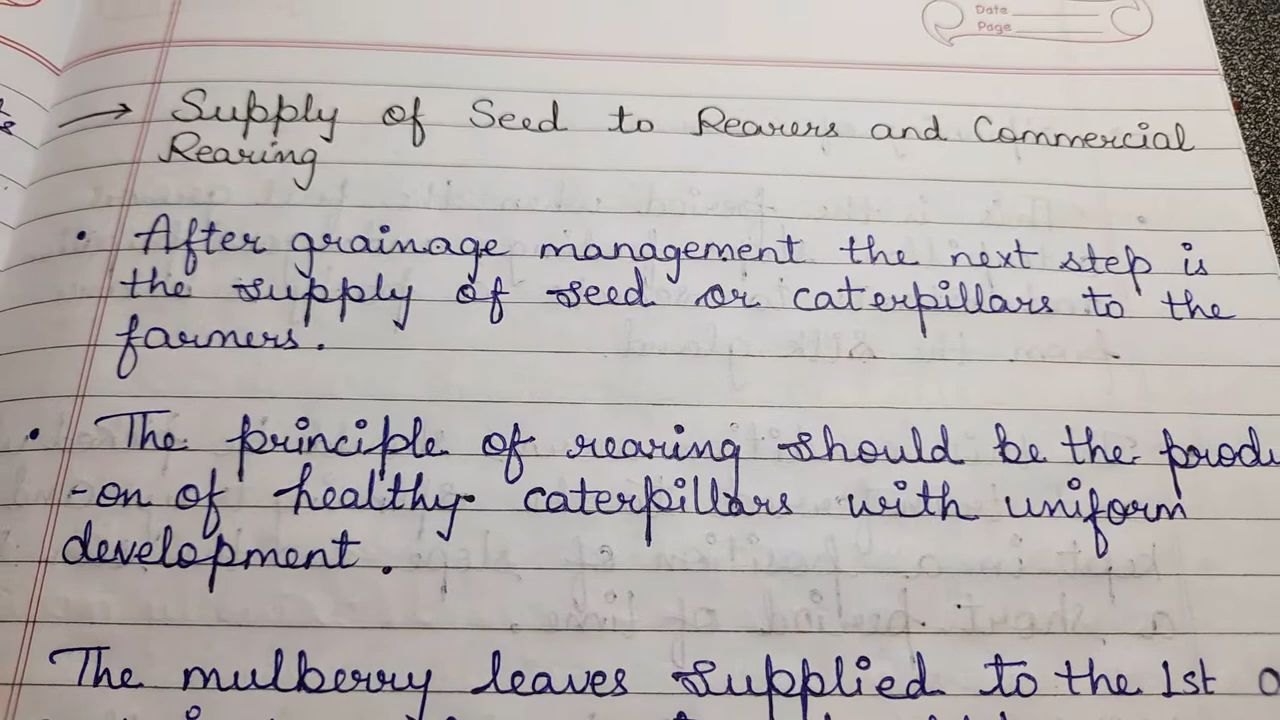 Date
Page
→ Supply of Seed to Rearers and Commercial
Rearing
• After grainage management the next step is
the supply of seed or caterpillars to the
farmers.
• The principle of rearing should be the produ
-on of healthy caterpillars with uniform
development.
The mulberry leaves supplied to the 1st